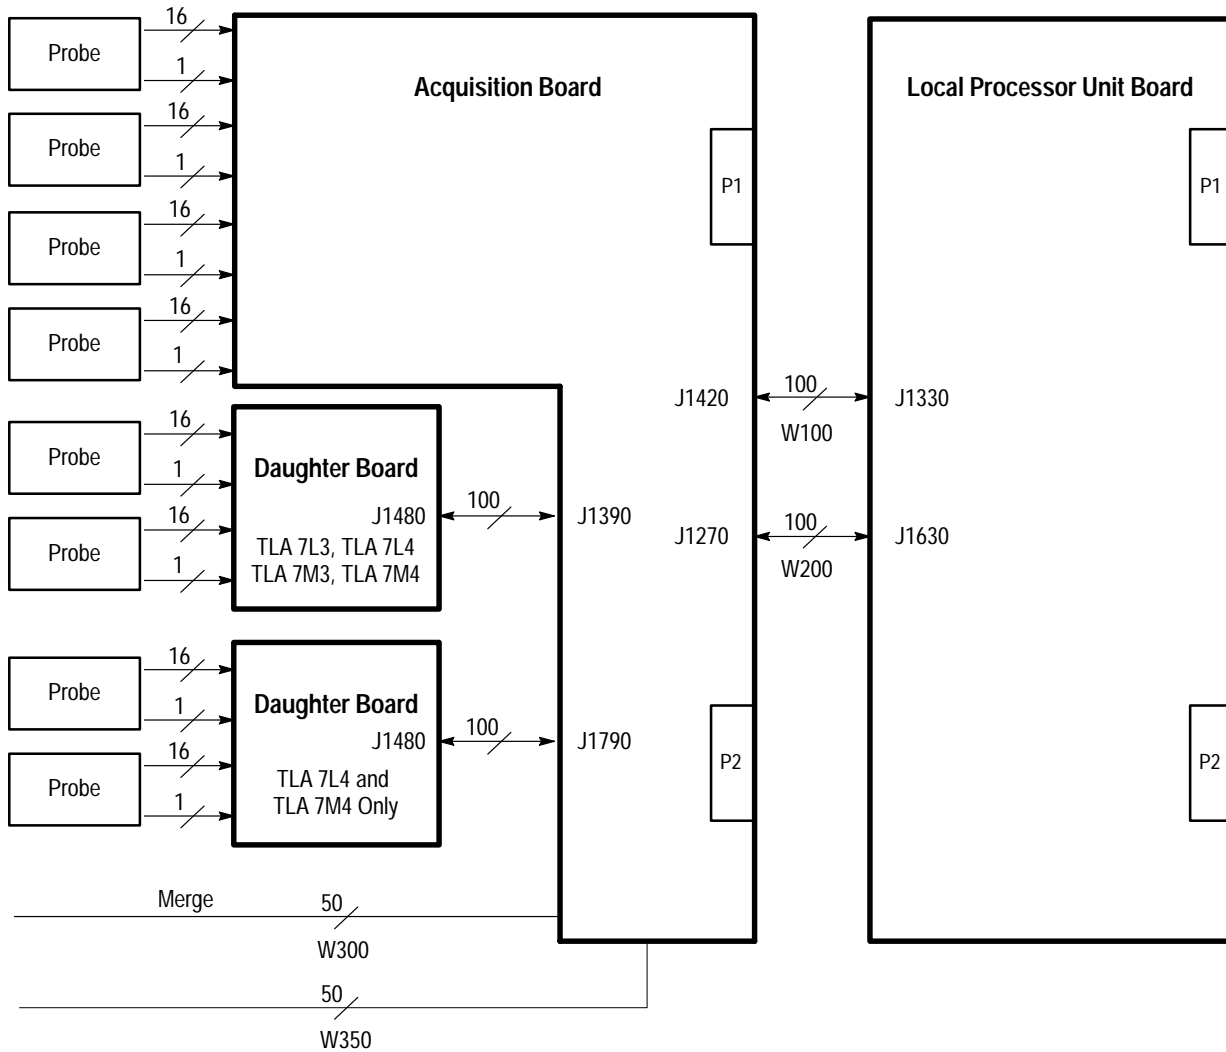 16
Probe
1
Acquisition Board
Local Processor Unit Board
16
Probe
1
P1
P1
16
Probe
1
16
Probe
1
J1420
100
J1330
W100
16
Probe
1
Daughter Board
J1480
100
J1390
TLA 7L3, TLA 7L4
TLA 7M3, TLA 7M4
16
Probe
1
J1270
100
J1630
W200
16
Probe
1
Daughter Board
J1480
100
J1790
TLA 7L4 and
TLA 7M4 Only
16
Probe
1
P2
P2
Merge
50
W300
50
W350